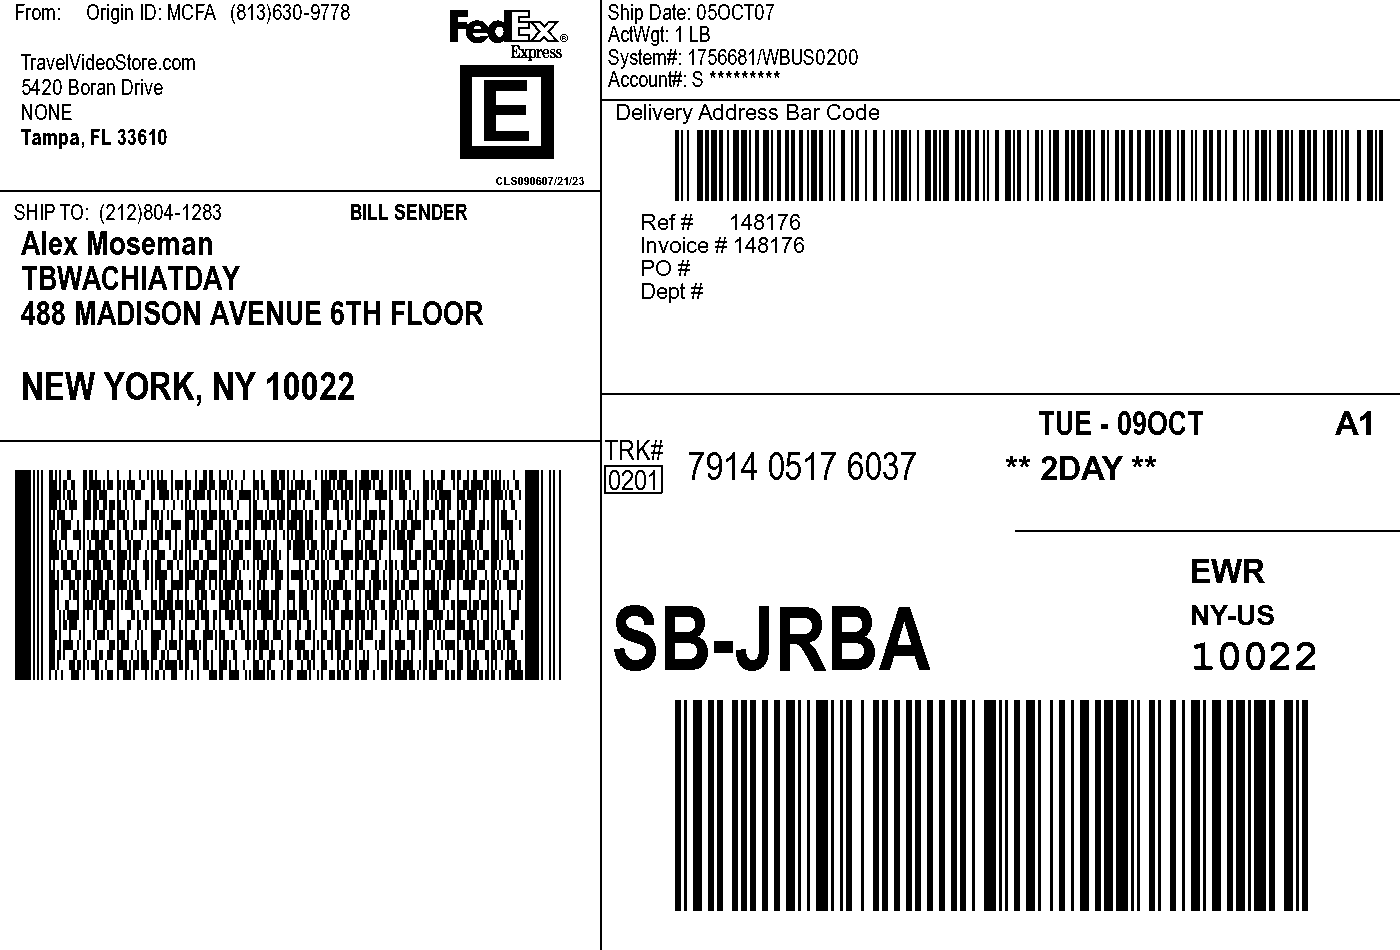 From: Origin ID: MCFA (813)630-9778
TravelVideoStore.com
5420 Boran Drive
NONE
Tampa, FL 33610
FedEx®
Express
E
CLS090607/21/23
Ship Date: 05OCT07
ActWgt: 1 LB
System#: 1756681/WBUS0200
Account#: S *********
Delivery Address Bar Code
Ref # 148176
Invoice # 148176
PO #
Dept #
SHIP TO: (212)804-1283 BILL SENDER
Alex Moseman
TBWACHIATDAY
488 MADISON AVENUE 6TH FLOOR
NEW YORK, NY 10022
TUE - 09OCT A1
TRK# 7914 0517 6037 ** 2DAY **
0201
EWR
SB-JRBA NY-US
10022